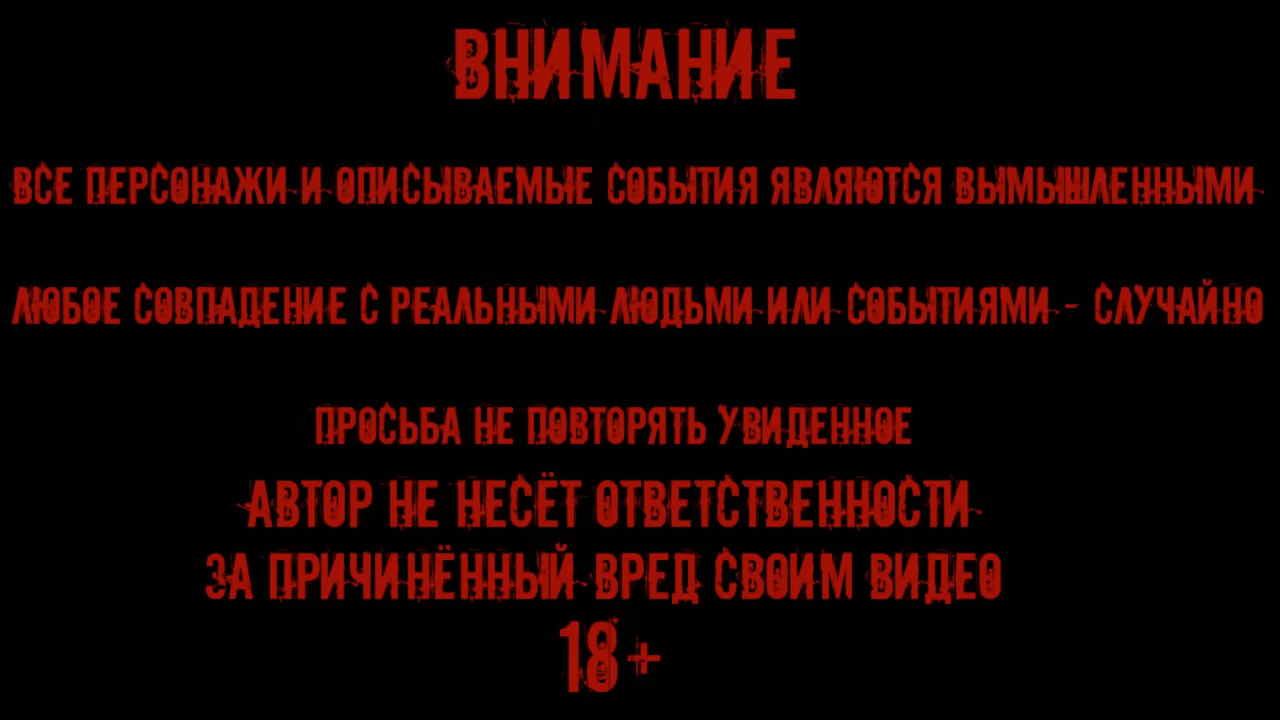 ВНИМАНИЕ
ВСЕ ПЕРСОНАЖИ И ОПИСЫВАЕМЫЕ СОБЫТИЯ ЯВЛЯЮТСЯ ВЫМЫШЛЕННЫМИ
ЛЮБОЕ СОВПАДЕНИЕ С РЕАЛЬНЫМИ ЛЮДЬМИ ИЛИ СОБЫТИЯМИ - СЛУЧАЙНО
ПРОСЬБА НЕ ПОВТОРЯТЬ УВИДЕННОЕ
АВТОР НЕ НЕСЁТ ОТВЕТСТВЕННОСТИ
ЗА ПРИЧИНЁННЫЙ ВРЕД СВОИМ ВИДЕО
18+